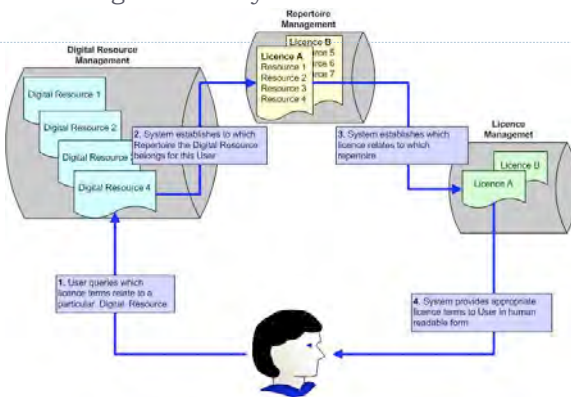 Digital Resource
Management
Repertoire
Management
Licence B
Licence A
Resource 1
Resource 2
Resource 3
Resource 4
5
6
7
Digital Resource 1
Digital Resource 2
Digital Resource
Digital Resource 4
2. System establishes to which
Repertoire the Digital Resource
belongs for this User
3. System establishes which
licence relates to which
repertoire
Licence Managemet
Licence B
Licence A
1. User queries which
licence terms relate to a
particular Digital Resource
4. System provides appropriate
licence terms to User in human
readable form